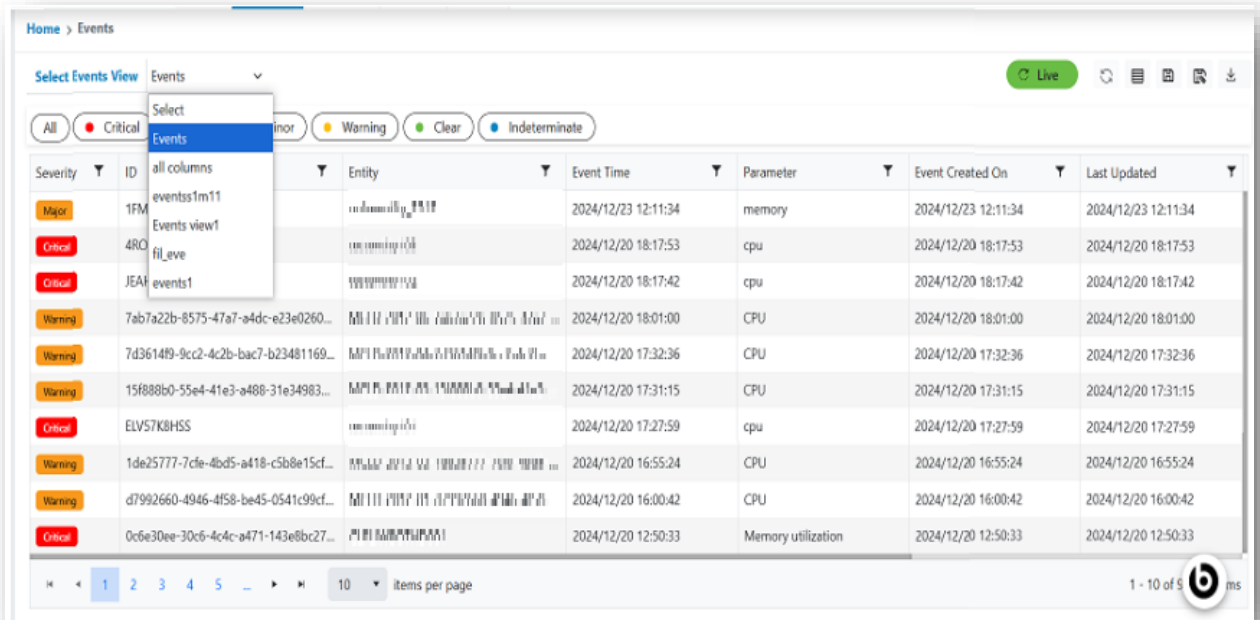 Home > Events
Select Events View Events Live
Select
Events
all columns
eventss1m11
Events view1
fil_eve
events1
All Critical inor Warning Clear Indeterminate
Severity ID Entity Event Time Parameter Event Created On Last Updated
Major 1FM 2024/12/23 12:11:34 memory 2024/12/23 12:11:34 2024/12/23 12:11:34
Critical 4RO 2024/12/20 18:17:53 cpu 2024/12/20 18:17:53 2024/12/20 18:17:53
Critical 2024/12/20 18:17:42 cpu 2024/12/20 18:17:42 2024/12/20 18:17:42
Warning 7ab7a22b-8575-47a7-a4dc-e23e0260... 2024/12/20 18:01:00 CPU 2024/12/20 18:01:00 2024/12/20 18:01:00
Warning 7d3614f9-9cc2-4c2b-bac7-b23481169... 2024/12/20 17:32:36 CPU 2024/12/20 17:32:36 2024/12/20 17:32:36
Warning 15f888b0-55e4-41e3-a488-31e34983... 2024/12/20 17:31:15 CPU 2024/12/20 17:31:15 2024/12/20 17:31:15
Critical ELV57K8HSS 2024/12/20 17:27:59 cpu 2024/12/20 17:27:59 2024/12/20 17:27:59
Warning 1de25777-7cfe-4bd5-a418-c5b8e15cf... 2024/12/20 16:55:24 CPU 2024/12/20 16:55:24 2024/12/20 16:55:24
Warning d7992660-4946-4f58-be45-0541c99cf... 2024/12/20 16:00:42 CPU 2024/12/20 16:00:42 2024/12/20 16:00:42
Critical 0c6e30ee-30c6-4c4c-a471-143e8bc27... 2024/12/20 12:50:33 Memory utilization 2024/12/20 12:50:33 2024/12/20 12:50:33
1 2 3 4 5 ... 10 items per page 1 - 10 of ms